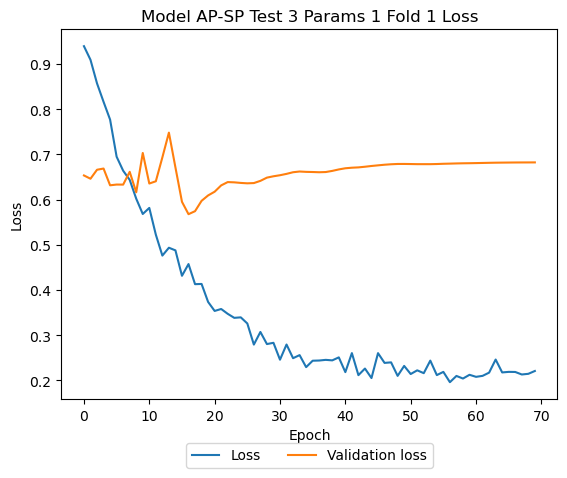 Model AP-SP Test 3 Params 1 Fold 1 Loss
0.9
0.8
0.7
0.6
0.5
0.4
0.3
0.2
Loss
0 10 20 30 40 50 60 70
Epoch
Loss Validation loss